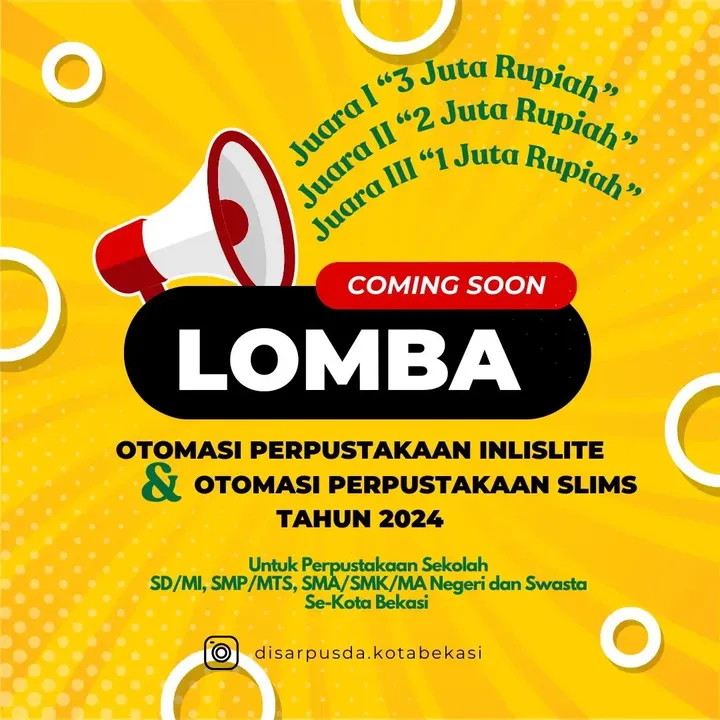 Juara I “3 Juta Rupiah”
Juara II “2 Juta Rupiah”
Juara III “1 Juta Rupiah”
COMING SOON
LOMBA
OTOMASI PERPUSTAKAAN INLISLITE
& OTOMASI PERPUSTAKAAN SLIMS
TAHUN 2024
Untuk Perpustakaan Sekolah
SD/MI, SMP/MTS, SMA/SMK/MA Negeri dan Swasta
Se-Kota Bekasi
disarpusda.kotabekasi